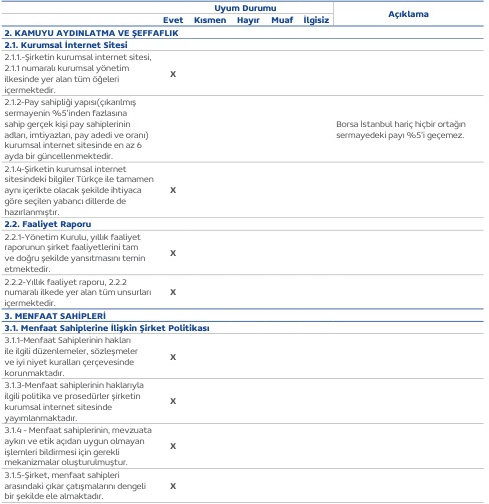 Uyum Durumu
Açıklama
Evet Kısmen Hayır Muaf İlgisiz
2. KAMUYU AYDINLATMA VE ŞEFFAFLIK
2.1. Kurumsal İnternet Sitesi
2.1.1.-Şirketin kurumsal internet sitesi,
2.1.1 numaralı kurumsal yönetim
ilkesinde yer alan tüm öğeleri
içermektedir.
X
2.1.2-Pay sahipliği yapısı(çıkarılmış
sermayenin %5'inden fazlasına
sahip gerçek kişi pay sahiplerinin
adları, imtiyazları, pay adedi ve oranı)
kurumsal internet sitesinde en az 6
ayda bir güncellenmektedir.
Borsa İstanbul hariç hiçbir ortağın
sermayedeki payı %5'i geçemez.
2.1.4-Şirketin kurumsal internet
sitesindeki bilgiler Türkçe ile tamamen
aynı içerikte olacak şekilde ihtiyaca
göre seçilen yabancı dillerde de
hazırlanmıştır.
X
2.2. Faaliyet Raporu
2.2.1-Yönetim Kurulu, yıllık faaliyet
raporunun şirket faaliyetlerini tam
ve doğru şekilde yansıtmasını temin
etmektedir.
X
2.2.2-Yıllık faaliyet raporu, 2.2.2
numaralı ilkede yer alan tüm unsurları
içermektedir.
X
3. MENFAAT SAHİPLERİ
3.1. Menfaat Sahiplerine İlişkin Şirket Politikası
3.1.1-Menfaat Sahiplerinin hakları
ile ilgili düzenlemeler, sözleşmeler
ve iyi niyet kuralları çerçevesinde
korunmaktadır.
X
3.1.3-Menfaat sahiplerinin haklarıyla
ilgili politika ve prosedürler şirketin
kurumsal internet sitesinde
yayımlanmaktadır.
X
3.1.4 - Menfaat sahiplerinin, mevzuata
aykırı ve etik açıdan uygun olmayan
işlemleri bildirmesi için gerekli
mekanizmalar oluşturulmuştur.
X
3.1.5-Şirket, menfaat sahipleri
arasındaki çıkar çatışmalarını dengeli
bir şekilde ele almaktadır.
X